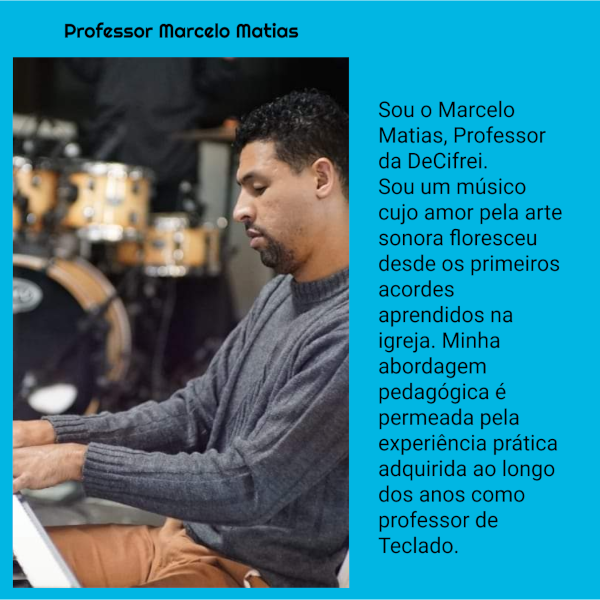 Professor Marcelo Matias
Sou o Marcelo
Matias, Professor
da DeCifrei.
Sou um músico
cujo amor pela arte
sonora floresceu
desde os primeiros
acordes
aprendidos na
igreja. Minha
abordagem
pedagógica é
permeada pela
experiência prática
adquirida ao longo
dos anos como
professor de
Teclado.